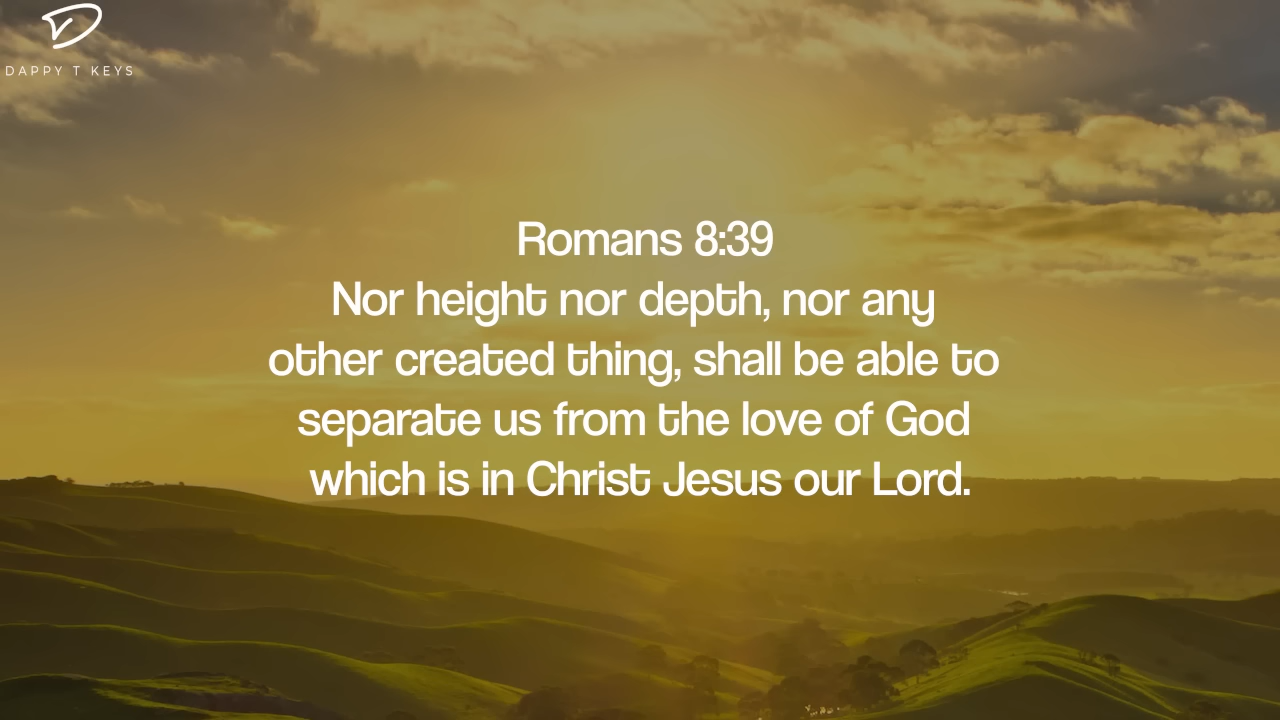 DAPPY T KEYS
Romans 8:39
Nor height nor depth, nor any
other created thing, shall be able to
separate us from the love of God
which is in Christ Jesus our Lord.